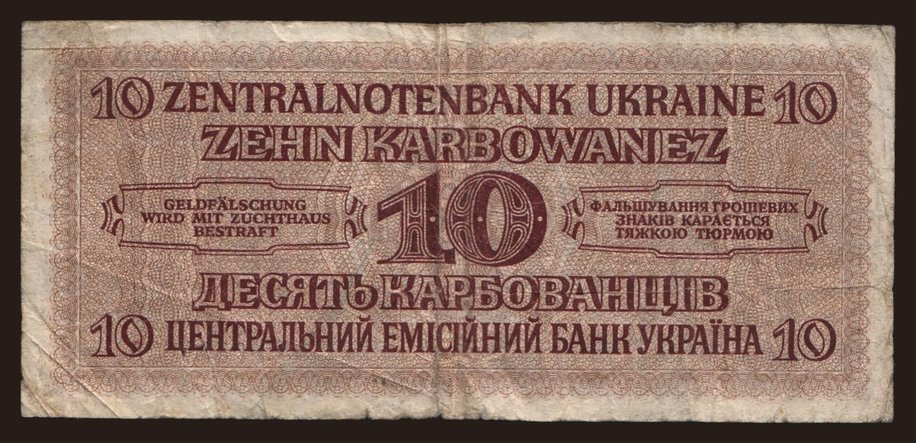 10 ZENTRALNOTENBANK UKRAINE 10
ZEHN KARBOWANEZ
GELDFÄLSCHUNG
WIRD MIT ZUCHTHAUS
BESTRAFT
10
ФАЛЬШУВАННЯ ГРОШЕВИХ
ЗНАКІВ КАРАЄТЬСЯ
ТЯЖКОЮ ТЮРМОЮ
ДЕСЯТЬ КАРБОВАНЦІВ
10 ЦЕНТРАЛЬНИЙ ЕМІСІЙНИЙ БАНК УКРАЇНА 10